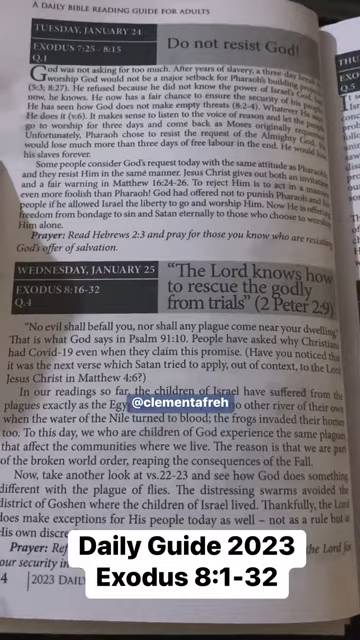 A DAILY BIBLE READING GUIDE FOR ADULTS
TUESDAY, JANUARY 24
EXODUS 7:25 - 8:15
Q.1
Do not resist God!
God was not asking for too much. After years of slavery, a three-day
worship God would not be a major setback for Pharaoh's building
(5:3; 8:27). He refused because he did not know the power of Israel's God,
now, he knows. He now has a fair chance to ensure the security of his
He has seen how God does not make empty threats (8:2-4). Whatever He
He does it (v.6). It makes sense to listen to the voice of reason and let the
go to worship for three days and come back as Moses originally
Unfortunately, Pharaoh chose to resist the request of the Almighty God. He
would lose much more than three days of free labour in the end. He would
his slaves forever.
Some people consider God's request today with the same attitude as Pharaoh
and they resist Him in the same manner. Jesus Christ gives out both an invitation
and a fair warning in Matthew 16:24-26. To reject Him is to act in a
even more foolish than Pharaoh! God had offered not to punish Pharaoh and his
people if he allowed Israel the liberty to go and worship Him. Now He is offering
freedom from bondage to sin and Satan eternally to those who choose to worship
Him alone.
Prayer: Read Hebrews 2:3 and pray for those you know who are resisting
God's offer of salvation.
WEDNESDAY, JANUARY 25
EXODUS 8:16-32
Q.4
"The Lord knows how
to rescue the godly
from trials" (2 Peter 2:9)
"No evil shall befall you, nor shall any plague come near your dwelling"
That is what God says in Psalm 91:10. People have asked why Christians
had Covid-19 even when they claim this promise. (Have you noticed that
it was the next verse which Satan tried to apply, out of context, to the Lord
Jesus Christ in Matthew 4:6?)
In our readings so far, the children of Israel have suffered from the
plagues exactly as the Egy
@clementafreh
o other river of their own
when the water of the Nile turned to blood; the frogs invaded their homes
too. To this day, we who are children of God experience the same plagues
that affect the communities where we live. The reason is that we are part
of the broken world order, reaping the consequences of the Fall.
Now, take another look at vs.22-23 and see how God does something
different with the plague of flies. The distressing swarms avoided the
district of Goshen where the children of Israel lived. Thankfully, the Lord
does make exceptions for His people today as well – not as a rule but at
His own discre
Prayer: Ref
the Lord for
our security in
4
2023 DAILY
Daily Guide 2023
Exodus 8:1-32